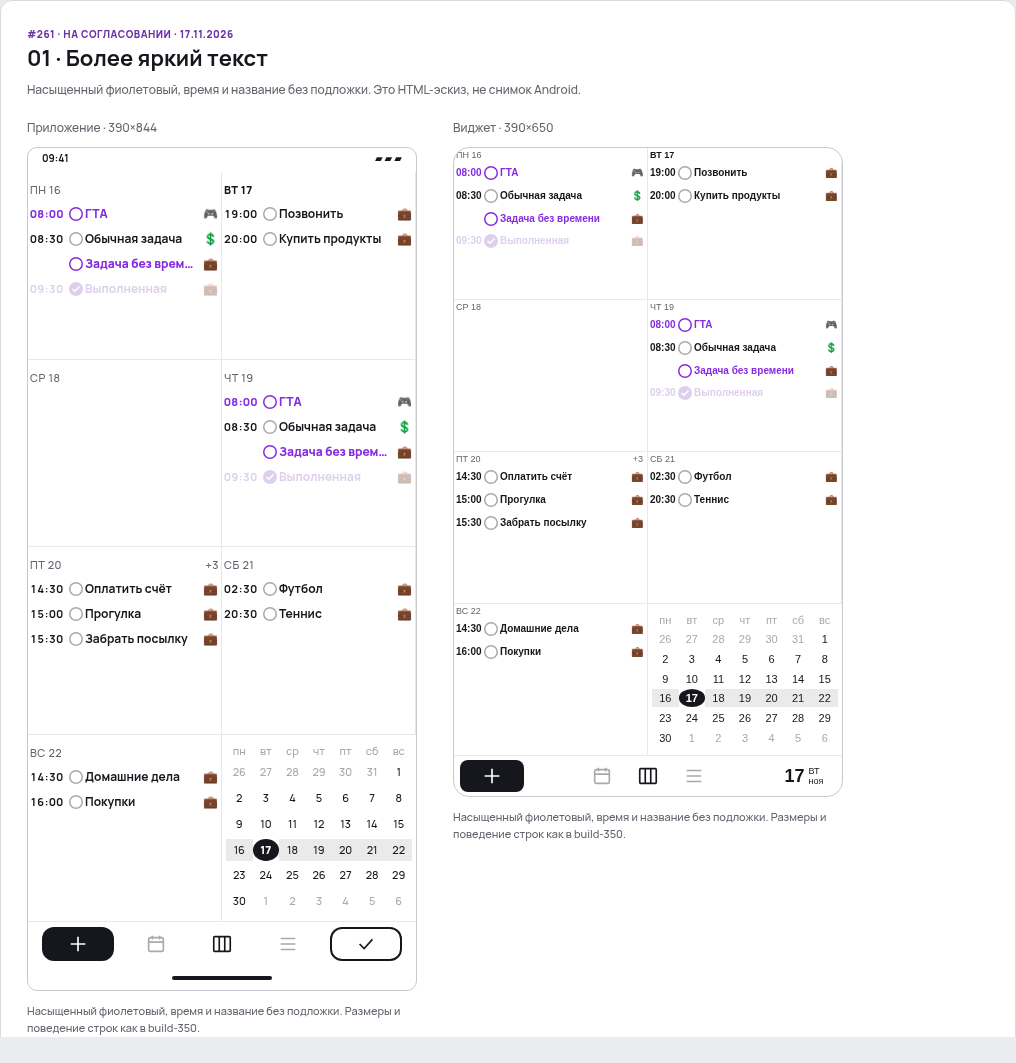 #261 · НА СОГЛАСОВАНИИ · 17.11.2026
01 · Более яркий текст
Насыщенный фиолетовый, время и название без подложки. Это HTML-эскиз, не снимок Android.
Приложение · 390×844
09:41
ПН 16
08:00 ГТА
08:30 Обычная задача
Задача без врем…
09:30 Выполненная
ВТ 17
19:00 Позвонить
20:00 Купить продукты
СР 18
ЧТ 19
08:00 ГТА
08:30 Обычная задача
Задача без врем…
09:30 Выполненная
ПТ 20 +3
14:30 Оплатить счёт
15:00 Прогулка
15:30 Забрать посылку
СБ 21
02:30 Футбол
20:30 Теннис
ВС 22
14:30 Домашние дела
16:00 Покупки
пн вт ср чт пт сб вс
26 27 28 29 30 31 1
2 3 4 5 6 7 8
9 10 11 12 13 14 15
16 17 18 19 20 21 22
23 24 25 26 27 28 29
30 1 2 3 4 5 6
Насыщенный фиолетовый, время и название без подложки. Размеры и
поведение строк как в build-350.
Виджет · 390×650
ПН 16
08:00 ГТА
08:30 Обычная задача
Задача без времени
09:30 Выполненная
ВТ 17
19:00 Позвонить
20:00 Купить продукты
СР 18
ЧТ 19
08:00 ГТА
08:30 Обычная задача
Задача без времени
09:30 Выполненная
ПТ 20 +3
14:30 Оплатить счёт
15:00 Прогулка
15:30 Забрать посылку
СБ 21
02:30 Футбол
20:30 Теннис
ВС 22
14:30 Домашние дела
16:00 Покупки
пн вт ср чт пт сб вс
26 27 28 29 30 31 1
2 3 4 5 6 7 8
9 10 11 12 13 14 15
16 17 18 19 20 21 22
23 24 25 26 27 28 29
30 1 2 3 4 5 6
17 ВТ
ноя
Насыщенный фиолетовый, время и название без подложки. Размеры и
поведение строк как в build-350.